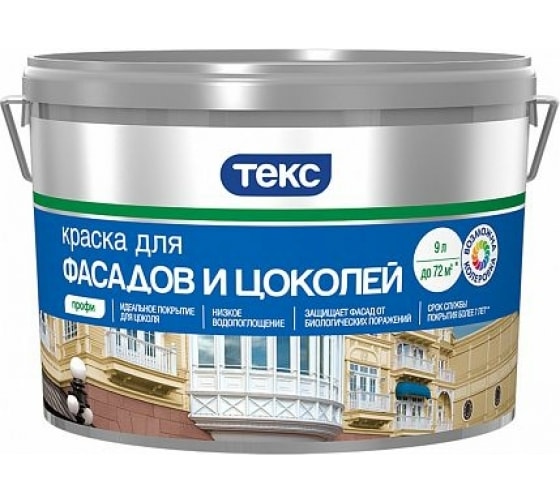 ТЕКС
краска для
ФАСАДОВ И ЦОКОЛЕЙ
9 л
до 72 м² *
ВОЗМОЖНА
КОЛЕРОВКА
профи
ИДЕАЛЬНОЕ ПОКРЫТИЕ
ДЛЯ ЦОКОЛЯ
НИЗКОЕ
ВОДОПОГЛОЩЕНИЕ
ЗАЩИЩАЕТ ФАСАД ОТ
БИОЛОГИЧЕСКИХ ПОРАЖЕНИЙ
СРОК СЛУЖБЫ
ПОКРЫТИЯ БОЛЕЕ 7 ЛЕТ**